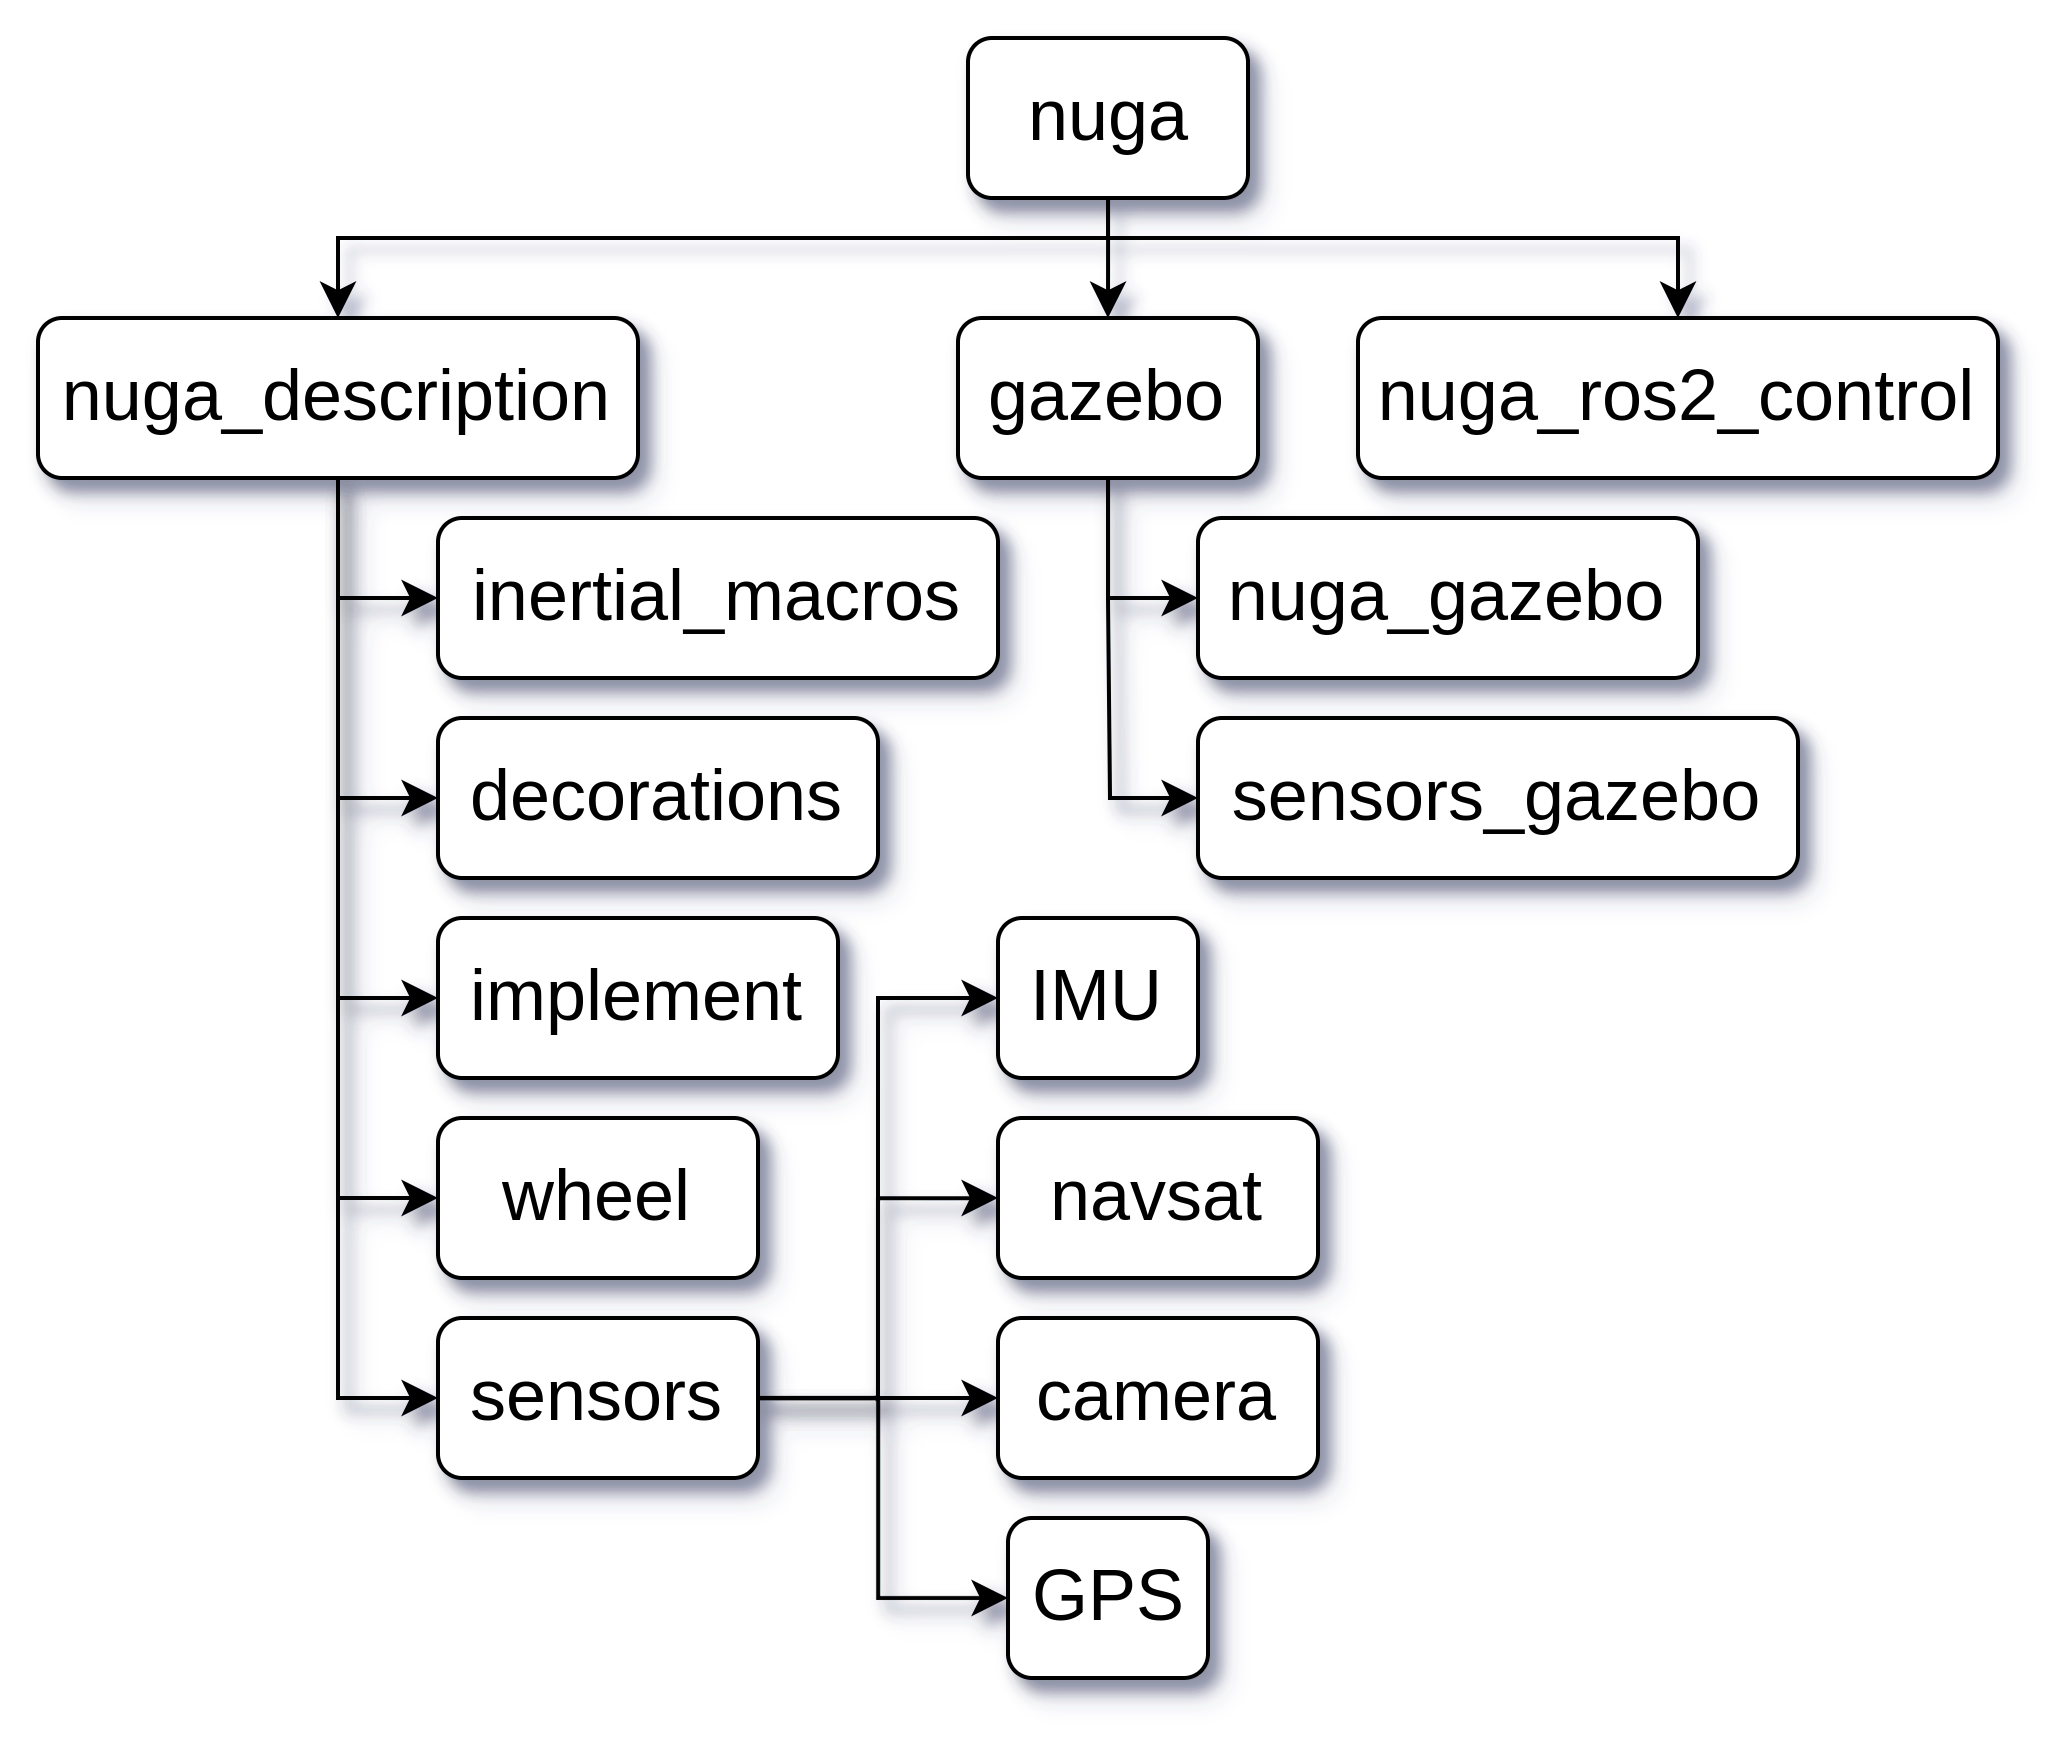 nuga
nuga_description
gazebo
nuga_ros2_control
inertial_macros
nuga_gazebo
decorations
sensors_gazebo
implement
IMU
wheel
navsat
sensors
camera
GPS